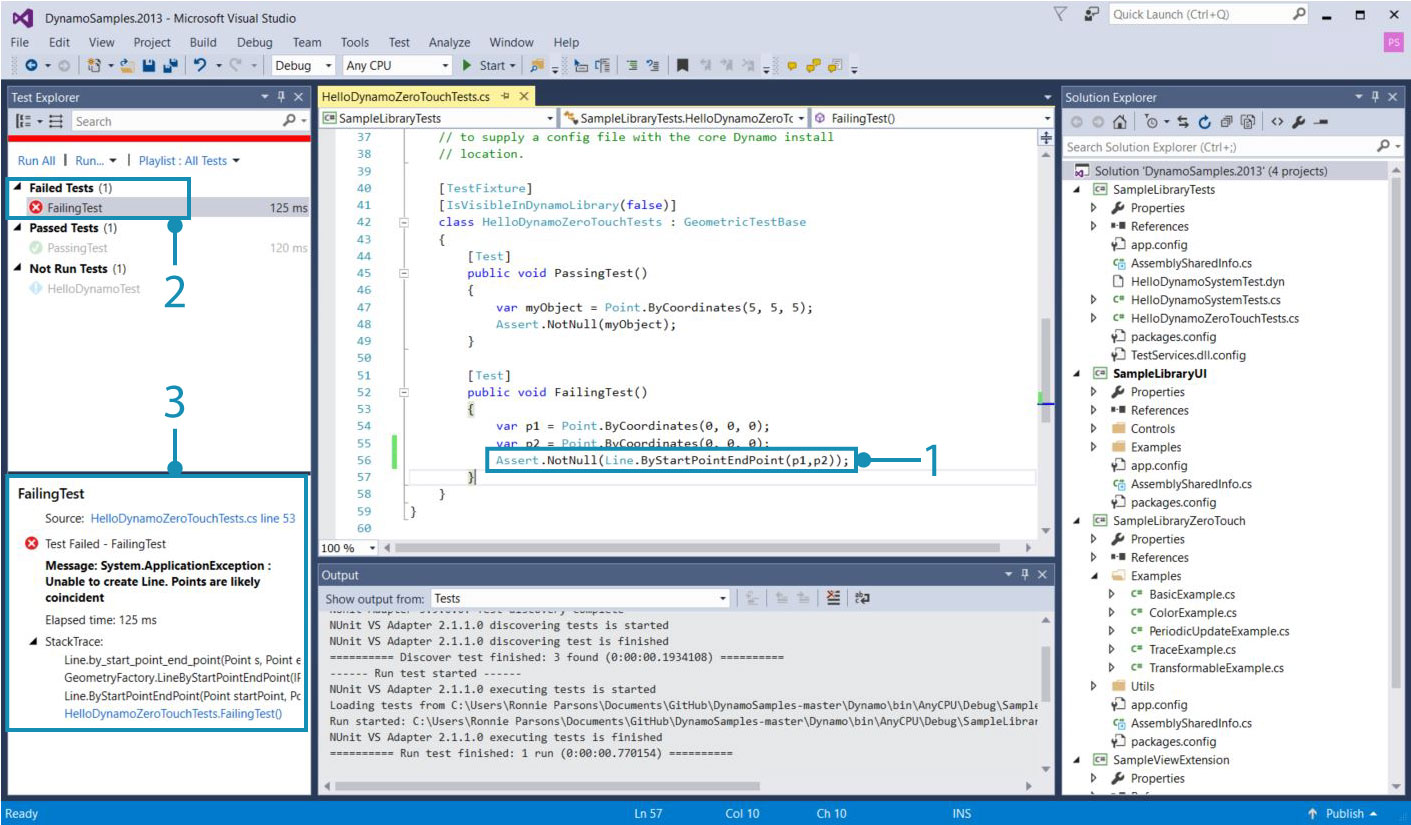 DynamoSamples.2013 - Microsoft Visual Studio
Quick Launch (Ctrl+Q)
File Edit View Project Build Debug Team Tools Test Analyze Window Help
PS
Debug Any CPU Start
Test Explorer
Search
Run All | Run... | Playlist : All Tests
Failed Tests (1)
FailingTest 125 ms
Passed Tests (1)
PassingTest 120 ms
Not Run Tests (1)
HelloDynamoTest
2
3
FailingTest
Source: HelloDynamoZeroTouchTests.cs line 53
Test Failed - FailingTest
Message: System.ApplicationException :
Unable to create Line. Points are likely
coincident
Elapsed time: 125 ms
StackTrace:
Line.by_start_point_end_point(Point s, Point e
GeometryFactory.LineByStartPointEndPoint(IP
Line.ByStartPointEndPoint(Point startPoint, Po
HelloDynamoZeroTouchTests.FailingTest()
HelloDynamoZeroTouchTests.cs
SampleLibraryTests SampleLibraryTests.HelloDynamoZeroTc FailingTest()
37 // to supply a config file with the core Dynamo install
38 // location.
39
40 [TestFixture]
41 [IsVisibleInDynamoLibrary(false)]
42 class HelloDynamoZeroTouchTests : GeometricTestBase
43 {
44 [Test]
45 public void PassingTest()
46 {
47 var myObject = Point.ByCoordinates(5, 5, 5);
48 Assert.NotNull(myObject);
49 }
50
51 [Test]
52 public void FailingTest()
53 {
54 var p1 = Point.ByCoordinates(0, 0, 0);
55 var p2 = Point.ByCoordinates(0, 0, 0);
56 Assert.NotNull(Line.ByStartPointEndPoint(p1,p2));
1
57 }
58 }
59 }
60
100 %
Output
Show output from: Tests
NUnit VS Adapter 2.1.1.0 discovering tests is started
NUnit VS Adapter 2.1.1.0 discovering test is finished
========== Discover test finished: 3 found (0:00:00.1934108) ==========
------ Run test started ------
NUnit VS Adapter 2.1.1.0 executing tests is started
Loading tests from C:\Users\Ronnie Parsons\Documents\GitHub\DynamoSamples-master\Dynamo\bin\AnyCPU\Debug\Sample
Run started: C:\Users\Ronnie Parsons\Documents\GitHub\DynamoSamples-master\Dynamo\bin\AnyCPU\Debug\SampleLibrar
NUnit VS Adapter 2.1.1.0 executing tests is finished
========== Run test finished: 1 run (0:00:00.770154) ==========
Solution Explorer
Search Solution Explorer (Ctrl+;)
Solution 'DynamoSamples.2013' (4 projects)
SampleLibraryTests
Properties
References
app.config
AssemblySharedInfo.cs
HelloDynamoSystemTest.dyn
HelloDynamoSystemTests.cs
HelloDynamoZeroTouchTests.cs
packages.config
TestServices.dll.config
SampleLibraryUI
Properties
References
Controls
Examples
app.config
AssemblySharedInfo.cs
packages.config
SampleLibraryZeroTouch
Properties
References
Examples
BasicExample.cs
ColorExample.cs
PeriodicUpdateExample.cs
TraceExample.cs
TransformableExample.cs
Utils
app.config
AssemblySharedInfo.cs
packages.config
SampleViewExtension
Properties
Ready Ln 57 Col 10 Ch 10 INS Publish